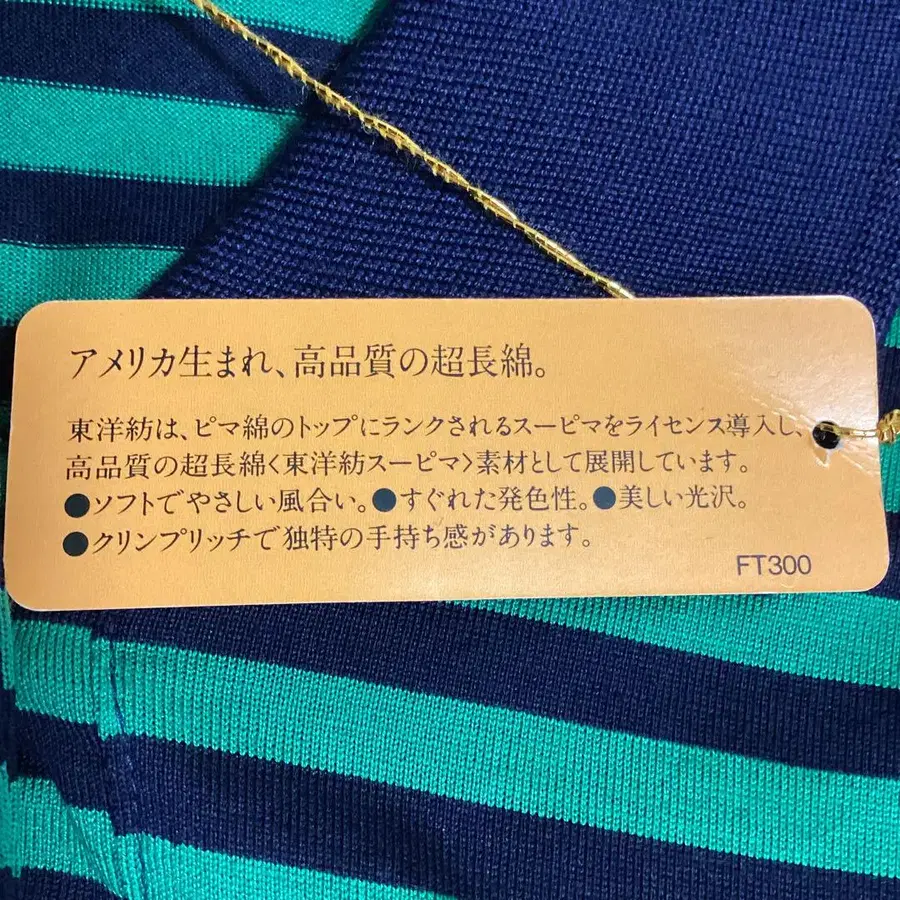 アメリカ生まれ、高品質の超長綿。
東洋紡は、ピマ綿のトップにランクされるスーピマをライセンス導入し、
高品質の超長綿〈東洋紡スーピマ〉素材として展開しています。
●ソフトでやさしい風合い。●すぐれた発色性。●美しい光沢。
●クリンプリッチで独特の手持ち感があります。
FT300